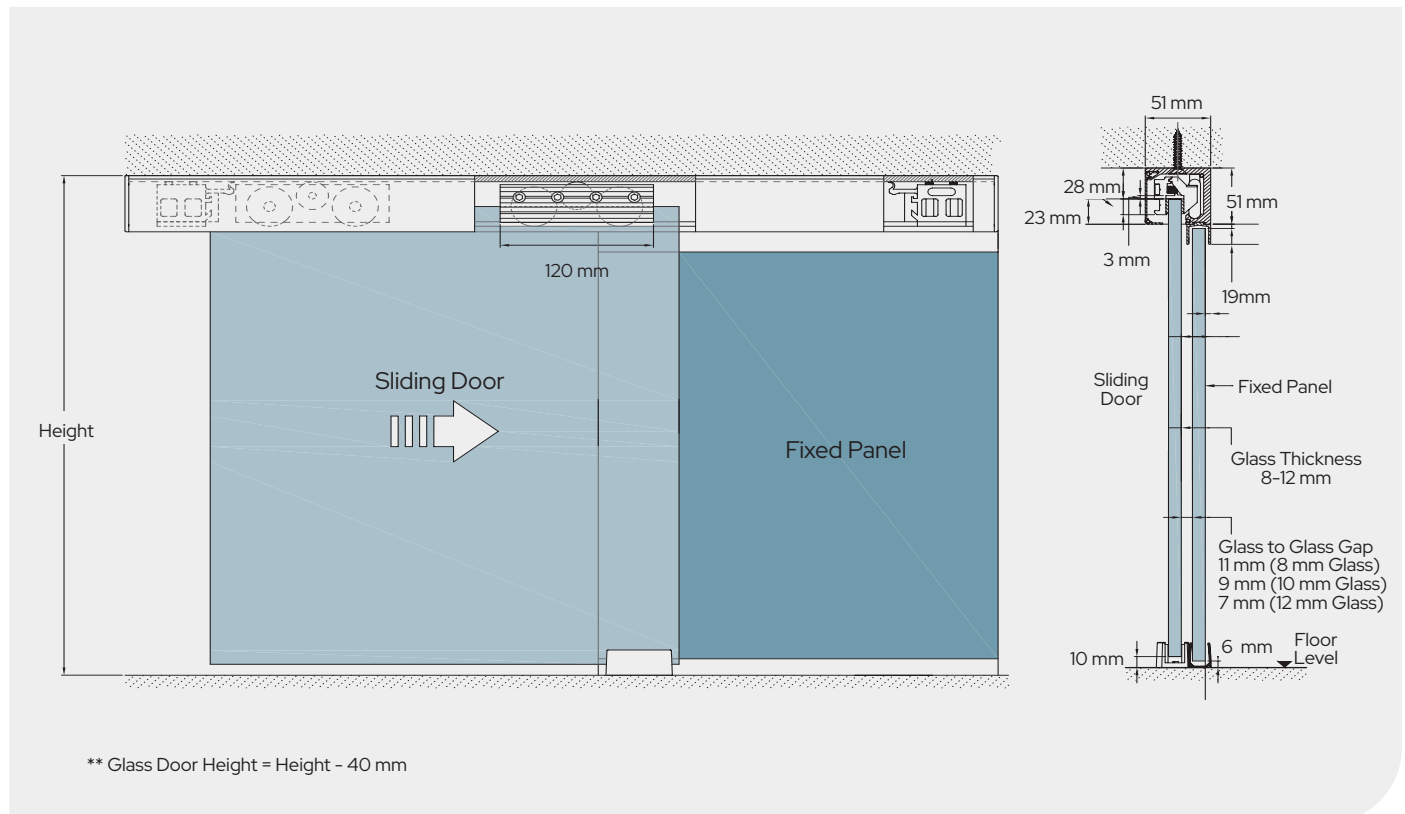 51 mm
28 mm
51 mm
23 mm
3 mm
120 mm
19mm
Sliding Door
Sliding
Door
Fixed Panel
Height
Fixed Panel
Glass Thickness
8-12 mm
Glass to Glass Gap
11 mm (8 mm Glass)
9 mm (10 mm Glass)
7 mm (12 mm Glass)
10 mm
6 mm
Floor
Level
** Glass Door Height = Height - 40 mm